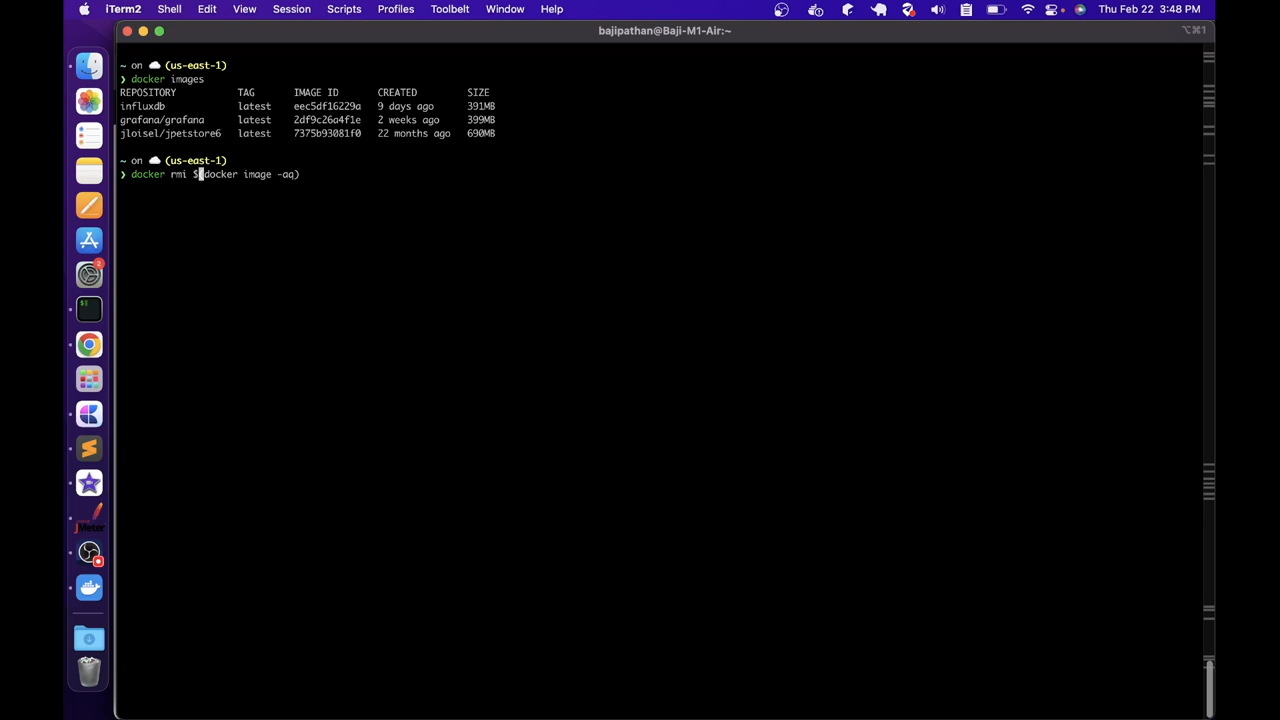 iTerm2 Shell Edit View Session Scripts Profiles Toolbelt Window Help Thu Feb 22 3:48 PM
bajipathan@Baji-M1-Air:~ ⌥⌘1
~ on ☁ (us-east-1)
❯ docker images
REPOSITORY TAG IMAGE ID CREATED SIZE
influxdb latest eec5df16229a 9 days ago 391MB
grafana/grafana latest 2df9c26a4f1e 2 weeks ago 399MB
jloisel/jpetstore6 latest 7375b93081f0 22 months ago 690MB
~ on ☁ (us-east-1)
❯ docker rmi $(docker image -aq)
2
$
JMeter